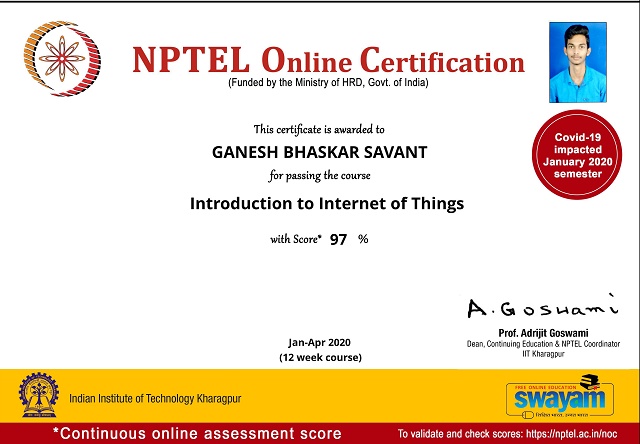 NPTEL Online Certification
(Funded by the Ministry of HRD, Govt. of India)
This certificate is awarded to
GANESH BHASKAR SAVANT
for passing the course
Introduction to Internet of Things
with Score* 97 %
Covid-19
impacted
January 2020
semester
Jan-Apr 2020
(12 week course)
A. Goswami
Prof. Adrijit Goswami
Dean, Continuing Education & NPTEL Coordinator
IIT Kharagpur
Indian Institute of Technology Kharagpur
FREE ONLINE EDUCATION
swayam
शिक्षित भारत, उन्नत भारत
*Continuous online assessment score
To validate and check scores: https://nptel.ac.in/noc